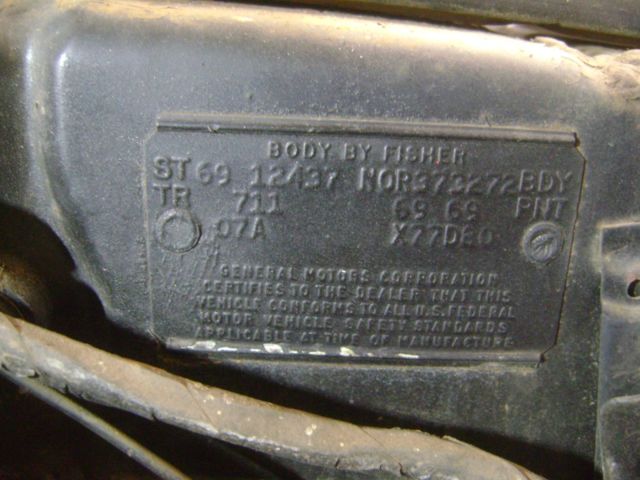 BODY BY FISHER
ST 69 12437 NOR373272 BDY
TR 711 69 69 PNT
07A X77D80
GENERAL MOTORS CORPORATION
CERTIFIES TO THE DEALER THAT THIS
VEHICLE CONFORMS TO ALL U.S. FEDERAL
MOTOR VEHICLE SAFETY STANDARDS
APPLICABLE AT TIME OF MANUFACTURE